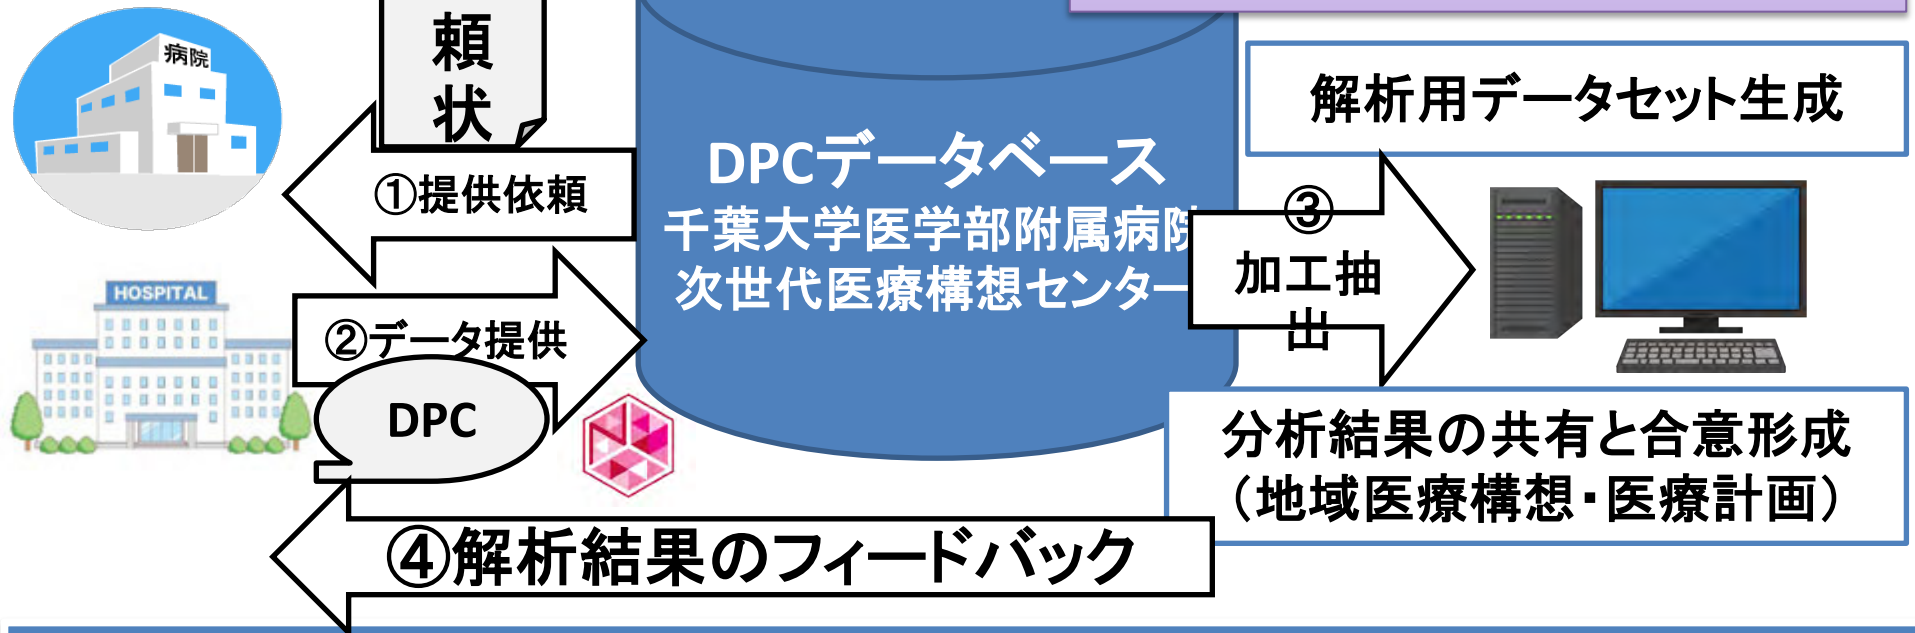 頼
状
病院
①提供依頼
HOSPITAL
②データ提供
DPC
DPCデータベース
千葉大学医学部附属病院
次世代医療構想センター
③
加工抽
出
解析用データセット生成
分析結果の共有と合意形成
（地域医療構想・医療計画）
④解析結果のフィードバック